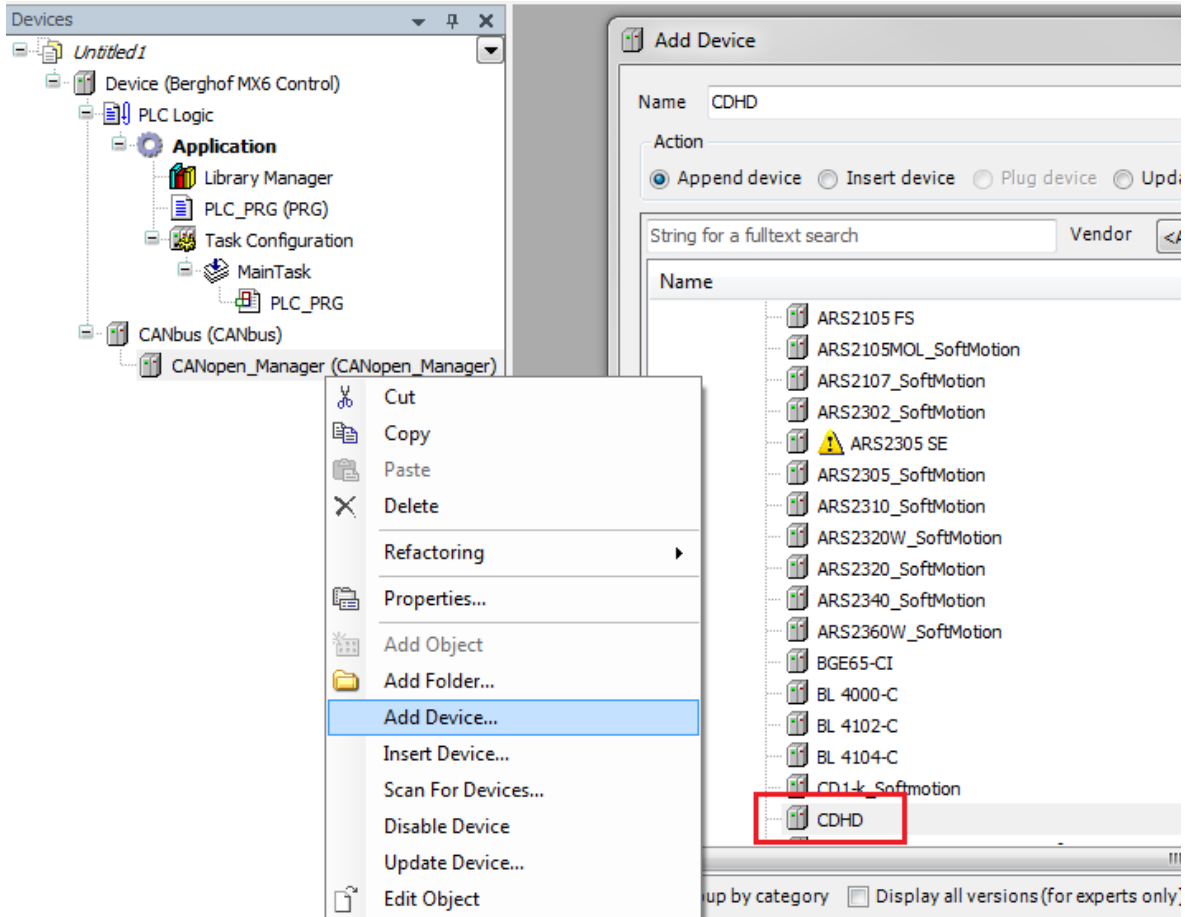 Devices
Untitled1
Device (Berghof MX6 Control)
PLC Logic
Application
Library Manager
PLC_PRG (PRG)
Task Configuration
MainTask
PLC_PRG
CANbus (CANbus)
CANopen_Manager (CANopen_Manager)
Cut
Copy
Paste
Delete
Refactoring
Properties...
Add Object
Add Folder...
Add Device...
Insert Device...
Scan For Devices...
Disable Device
Update Device...
Edit Object
Add Device
Name CDHD
Action
Append device Insert device Plug device
String for a fulltext search Vendor
Name
ARS2105 FS
ARS2105MOL_SoftMotion
ARS2107_SoftMotion
ARS2302_SoftMotion
ARS2305 SE
ARS2305_SoftMotion
ARS2310_SoftMotion
ARS2320W_SoftMotion
ARS2320_SoftMotion
ARS2340_SoftMotion
ARS2360W_SoftMotion
BGE65-CI
BL 4000-C
BL 4102-C
BL 4104-C
CD1-k_Softmotion
CDHD
by category Display all versions (for experts only)